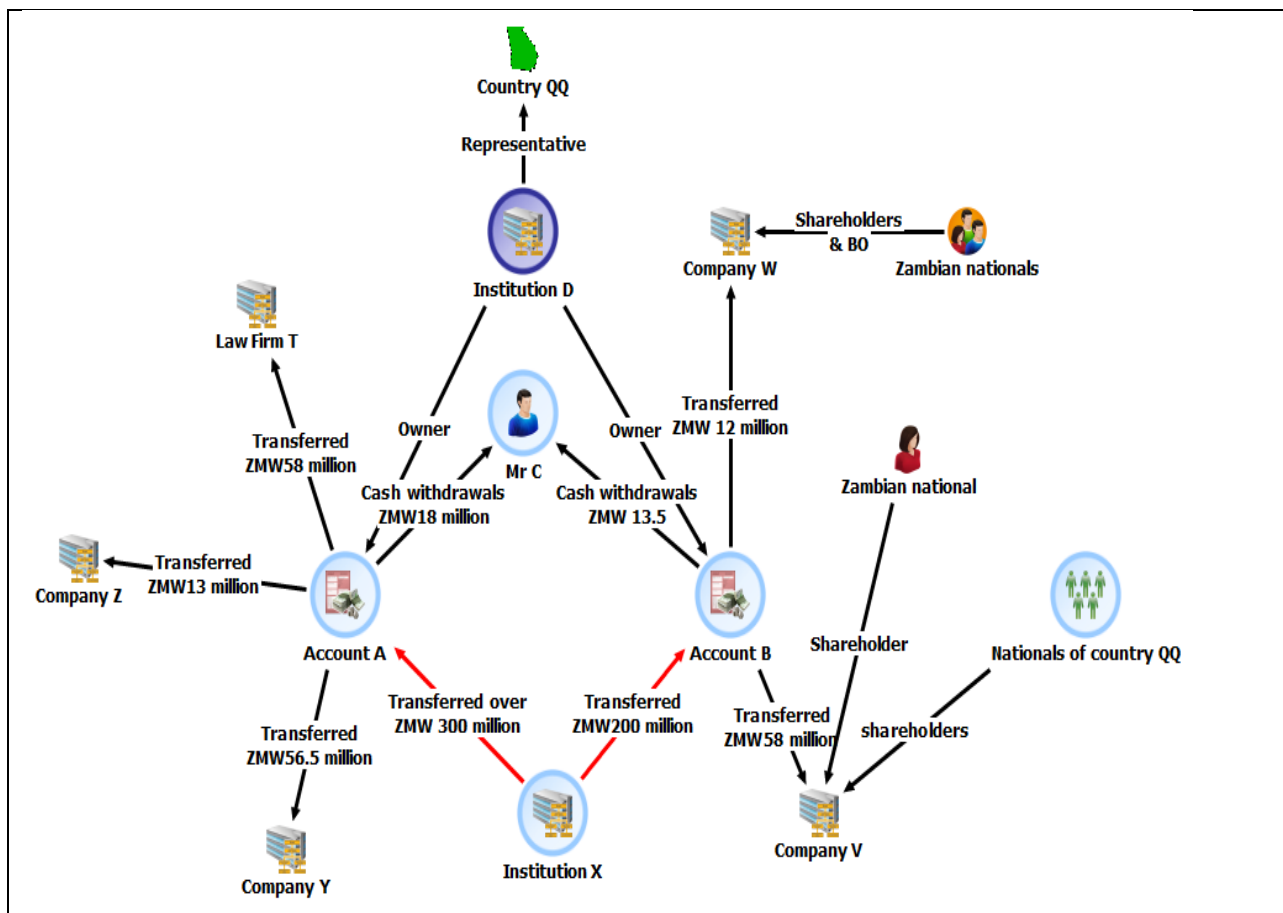 Country QQ
Representative
Institution D
Shareholders
& BO
Company W
Zambian nationals
Law Firm T
Transferred
ZMW 12 million
Owner
Owner
Transferred
ZMW58 million
Mr C
Zambian national
Cash withdrawals
ZMW18 million
Cash withdrawals
ZMW 13.5
Transferred
ZMW13 million
Company Z
Account A
Account B
Shareholder
Nationals of country QQ
Transferred over
ZMW 300 million
Transferred
ZMW200 million
Transferred
ZMW58 million
shareholders
Transferred
ZMW56.5 million
Company V
Institution X
Company Y